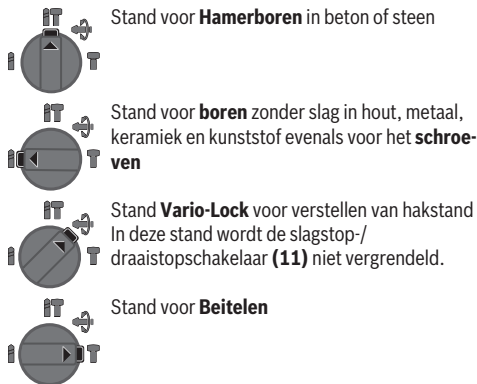 Stand voor Hamerboren in beton of steen
Stand voor boren zonder slag in hout, metaal,
keramiek en kunststof evenals voor het schroe-
ven
Stand Vario-Lock voor verstellen van hakstand
In deze stand wordt de slagstop-/
draaistopschakelaar (11) niet vergrendeld.
Stand voor Beitelen